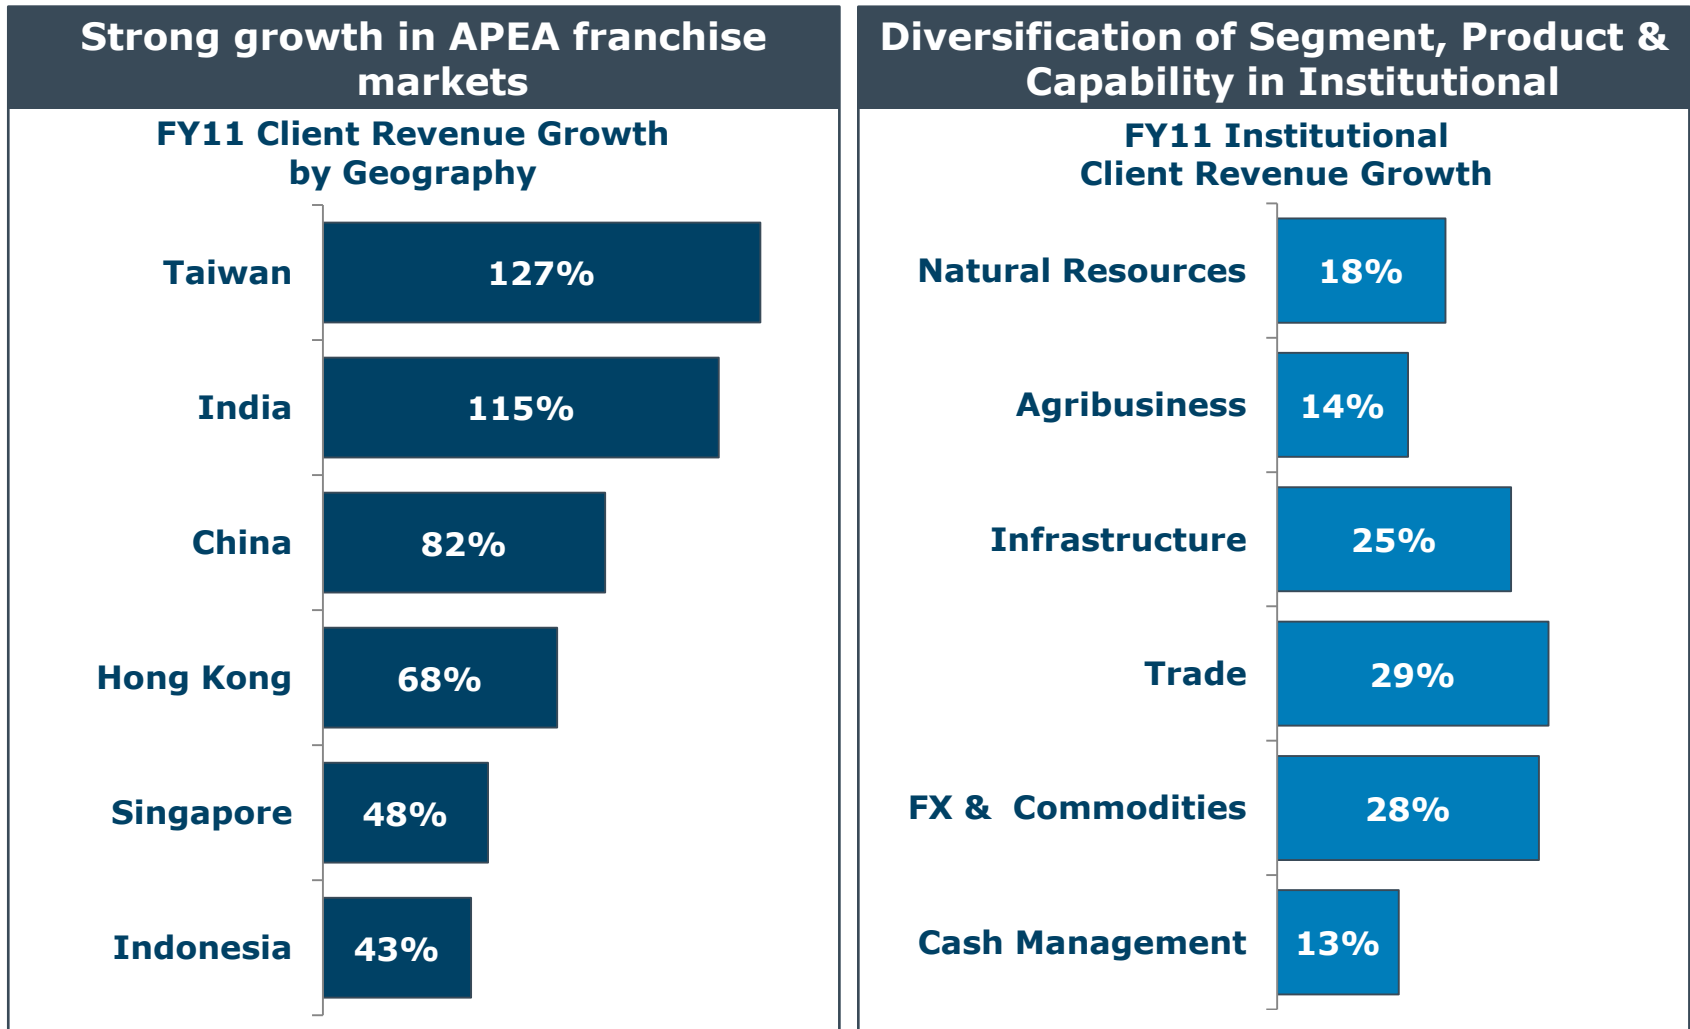 Strong growth in APEA franchise
markets
FY11 Client Revenue Growth
by Geography
Taiwan
127%
India
115%
China
82%
Hong Kong
68%
Singapore
48%
Indonesia
43%
Diversification of Segment, Product &
Capability in Institutional
FY11 Institutional
Client Revenue Growth
Natural Resources
18%
Agribusiness
14%
Infrastructure
25%
Trade
29%
FX &  Commodities
28%
Cash Management
13%